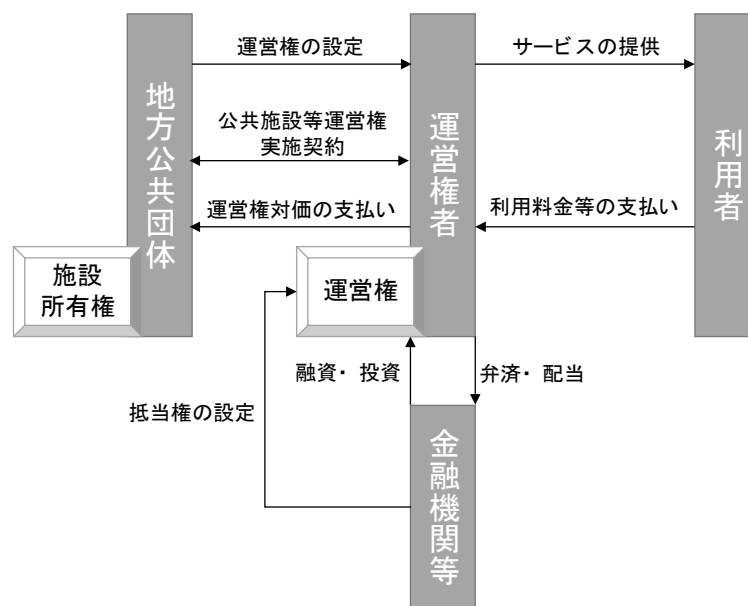 運営権の設定
サービスの提供
地方公共団体
運営権者
利用者
公共施設等運営権
実施契約
運営権対価の支払い
利用料金等の支払い
施設
所有権
運営権
融資・ 投資
弁済・ 配当
抵当権の設定
金融機関等